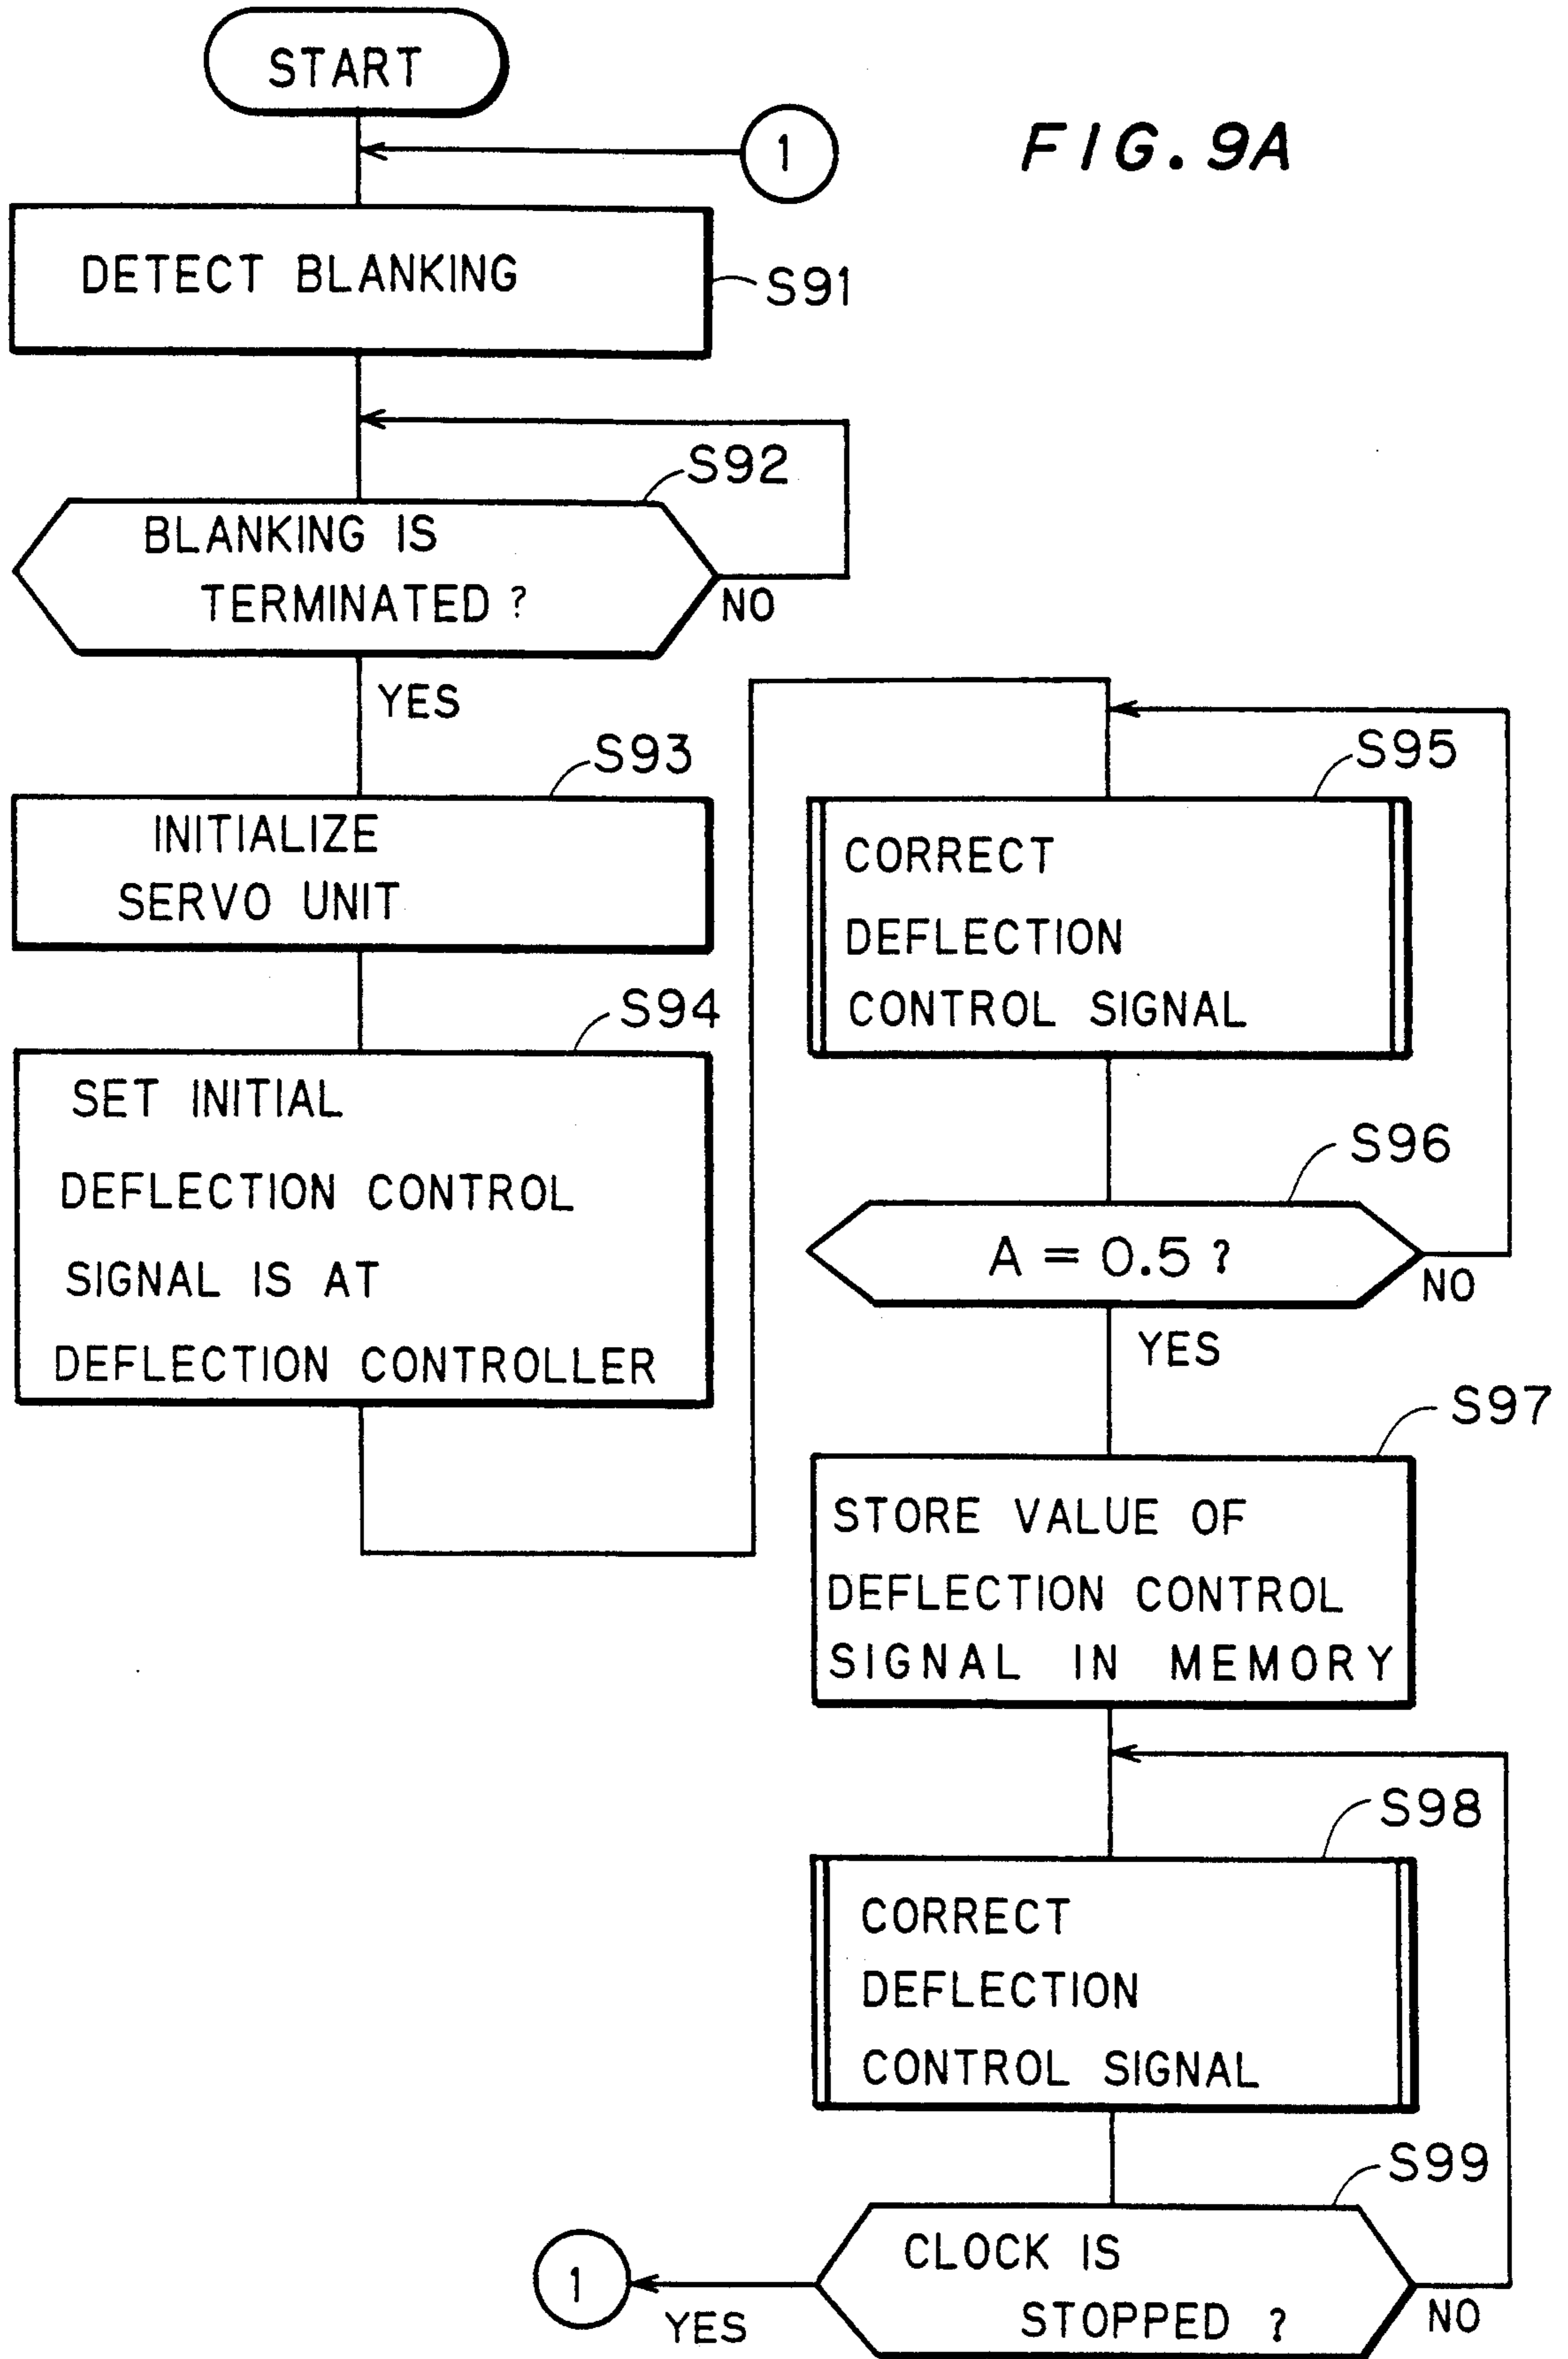 START
1
FIG. 9A
DETECT BLANKING
S91
S92
BLANKING IS
TERMINATED ?
NO
YES
S93
INITIALIZE
SERVO UNIT
S94
SET INITIAL
DEFLECTION CONTROL
SIGNAL IS AT
DEFLECTION CONTROLLER
S95
CORRECT
DEFLECTION
CONTROL SIGNAL
S96
A = 0.5 ?
NO
YES
S97
STORE VALUE OF
DEFLECTION CONTROL
SIGNAL IN MEMORY
S98
CORRECT
DEFLECTION
CONTROL SIGNAL
S99
CLOCK IS
STOPPED ?
NO
YES
1